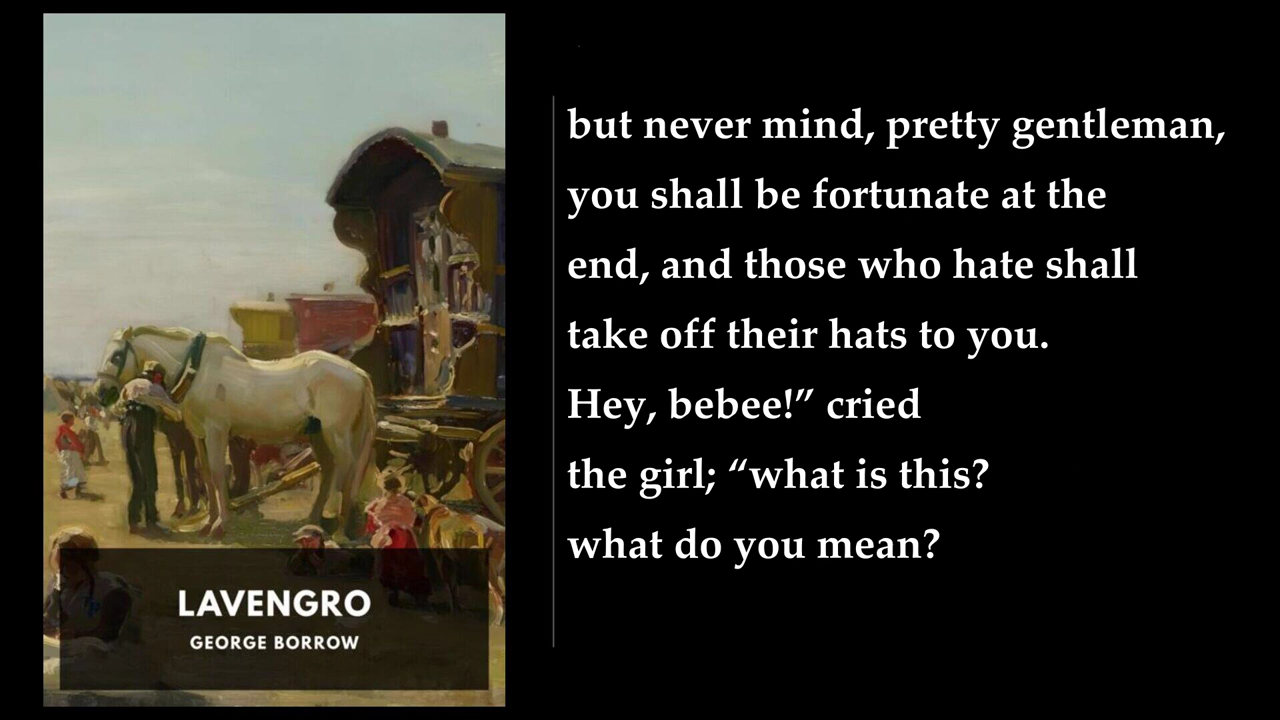 LAVENGRO
GEORGE BORROW
but never mind, pretty gentleman,
you shall be fortunate at the
end, and those who hate shall
take off their hats to you.
Hey, bebee!” cried
the girl; “what is this?
what do you mean?